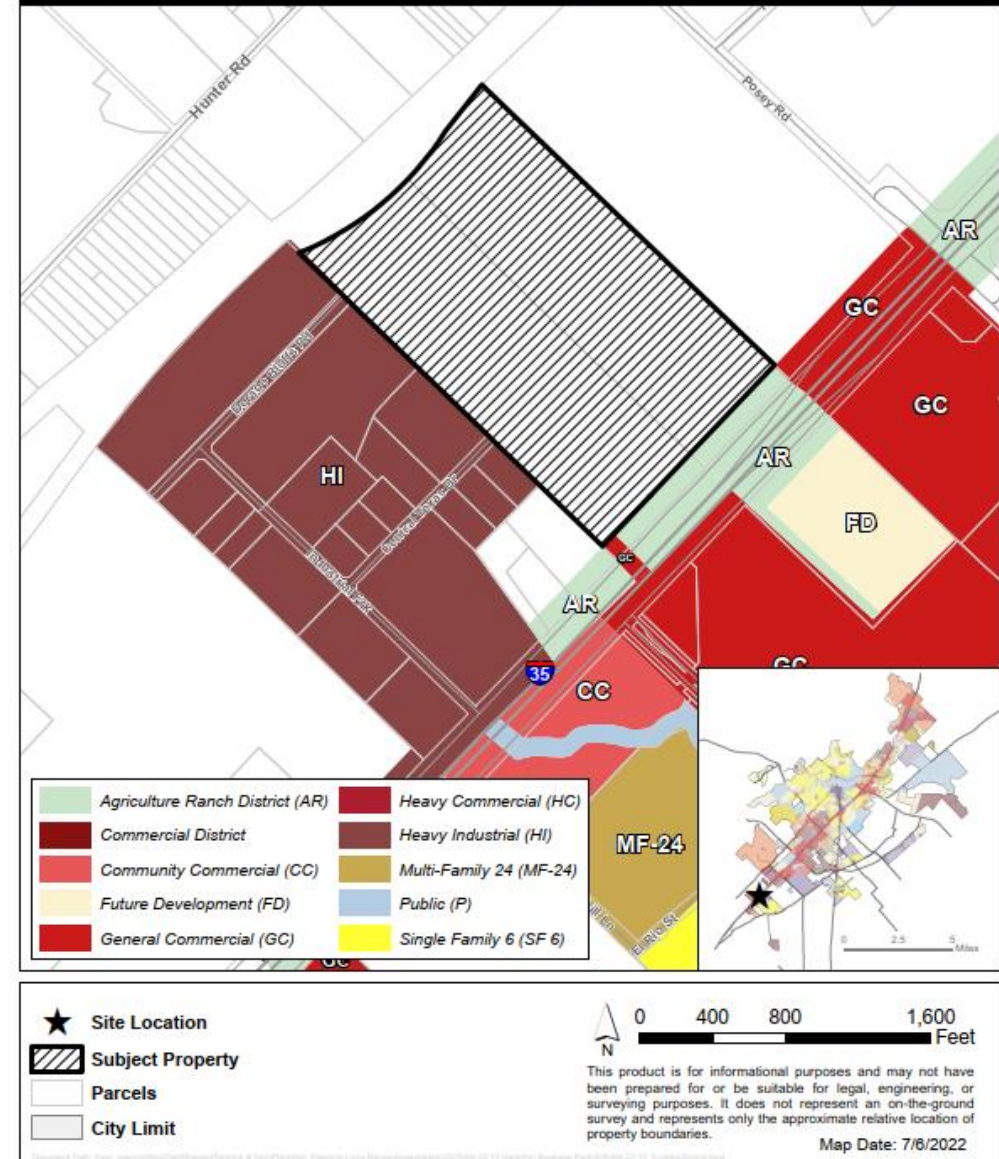 Hunter Rd
Posey Rd
AR
GC
GC
AR
HI
FD
GC
AR
35
CC
GC
MF-24
El Rio St
GC
Agriculture Ranch District (AR)
Commercial District
Community Commercial (CC)
Future Development (FD)
General Commercial (GC)
Heavy Commercial (HC)
Heavy Industrial (HI)
Multi-Family 24 (MF-24)
Public (P)
Single Family 6 (SF 6)
0 2.5 5
Miles
Site Location
Subject Property
Parcels
City Limit
N
0 400 800 1,600
Feet
This product is for informational purposes and may not have
been prepared for or be suitable for legal, engineering, or
surveying purposes. It does not represent an on-the-ground
survey and represents only the approximate relative location of
property boundaries.
Map Date: 7/6/2022